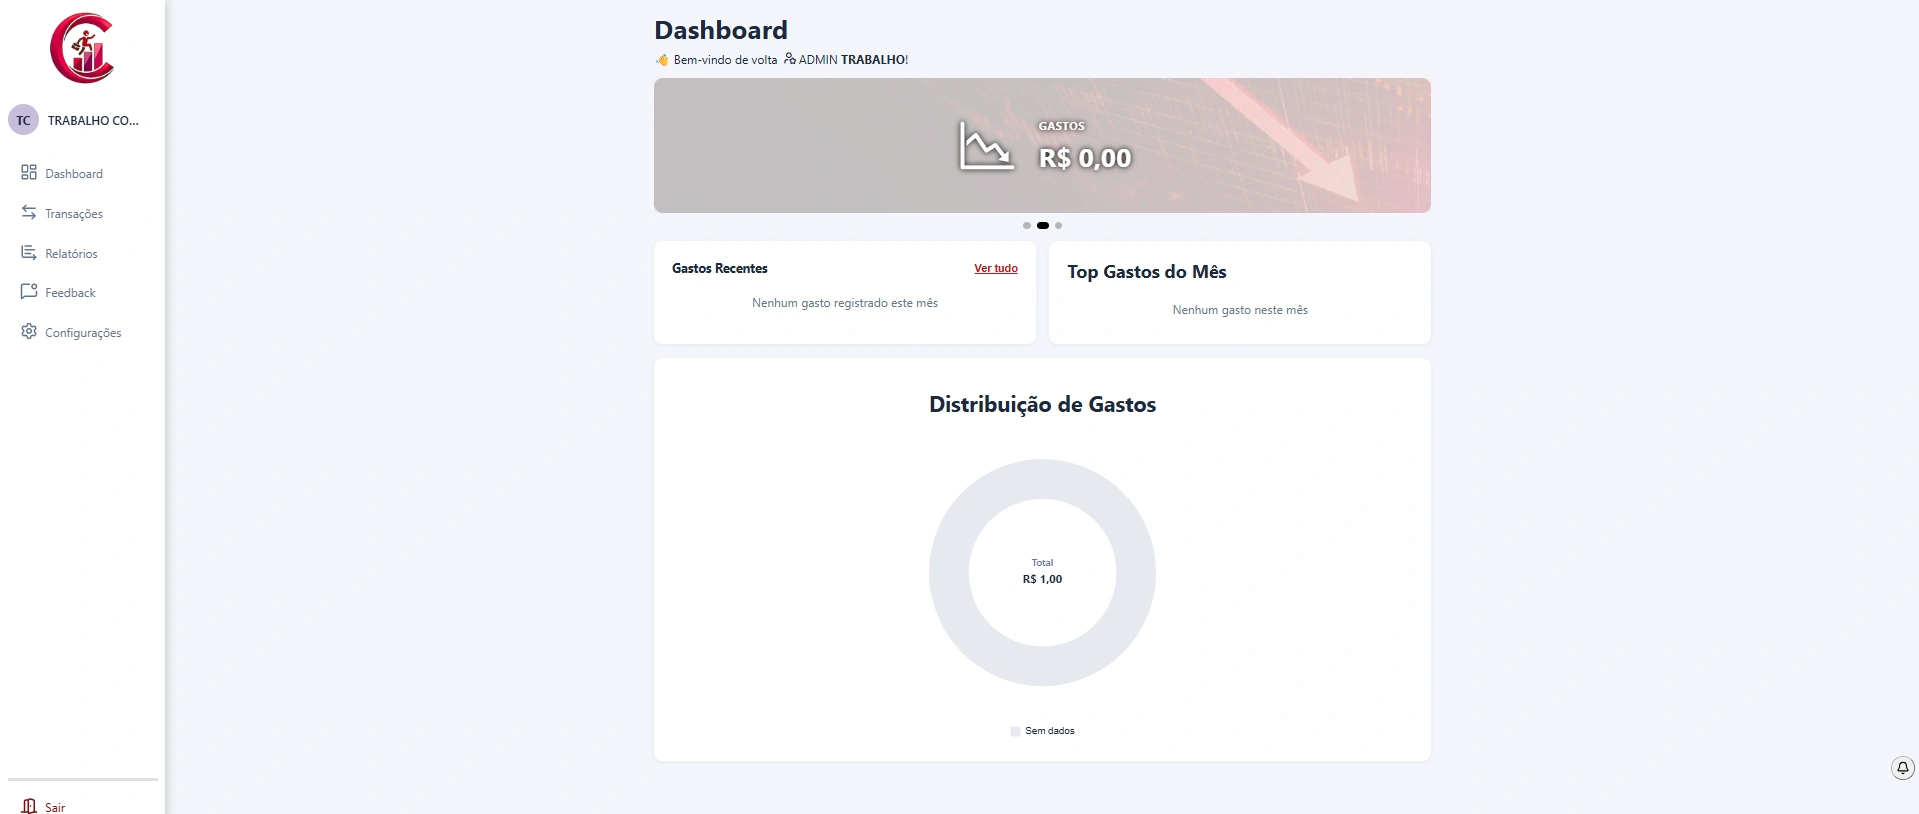 TC TRABALHO CO...
Dashboard
Transações
Relatórios
Feedback
Configurações
Sair
Dashboard
Bem-vindo de volta ADMIN TRABALHO!
GASTOS
R$ 0,00
Gastos Recentes Ver tudo
Nenhum gasto registrado este mês
Top Gastos do Mês
Nenhum gasto neste mês
Distribuição de Gastos
Total
R$ 1,00
Sem dados